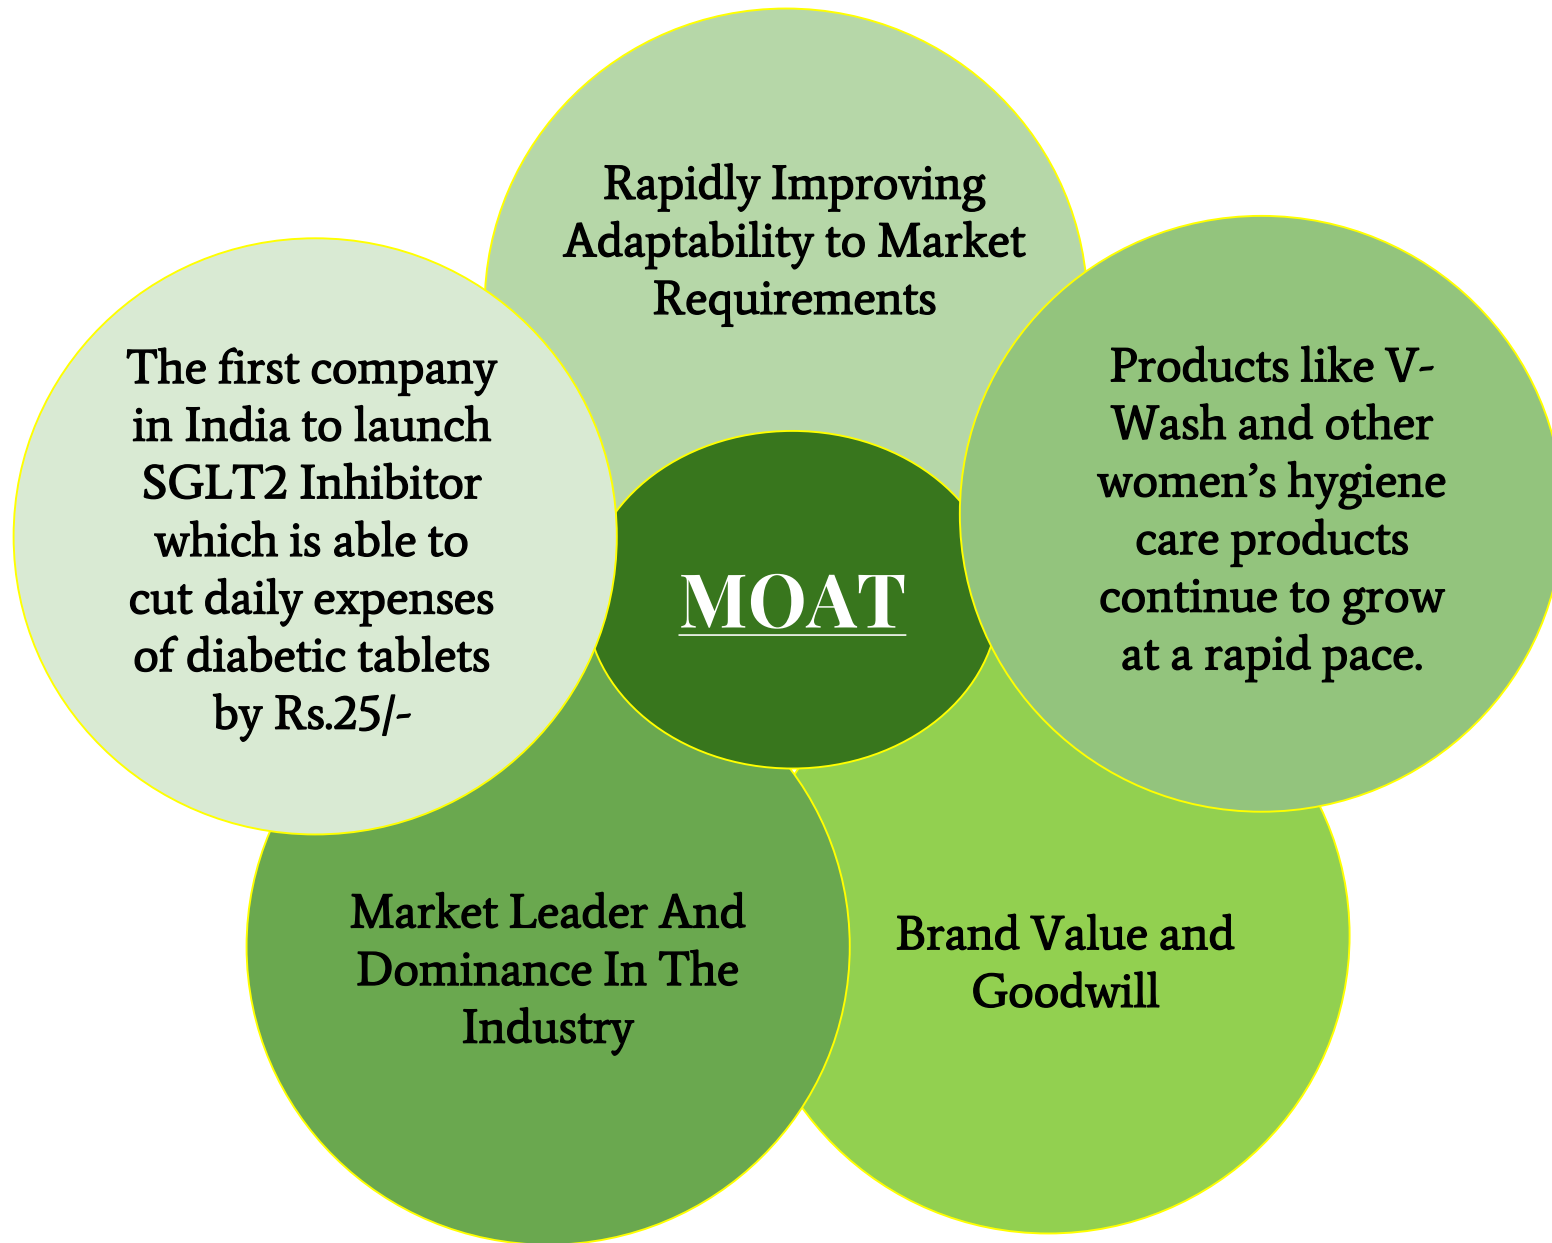 Rapidly Improving
Adaptability to Market
Requirements
The first company
in India to launch
SGLT2 Inhibitor
which is able to
cut daily expenses
of diabetic tablets
by Rs.25/-
Products like V-
Wash and other
women’s hygiene
care products
continue to grow
at a rapid pace.
MOAT
Market Leader And
Dominance In The
Industry
Brand Value and
Goodwill